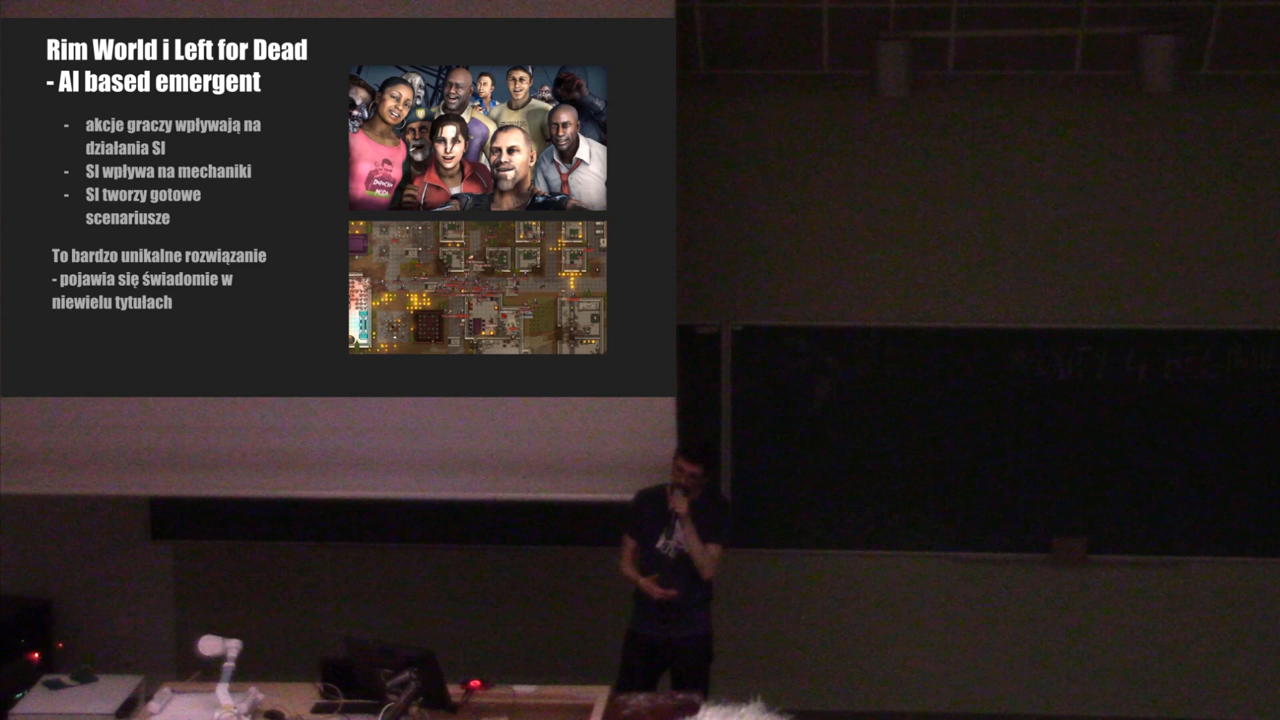 Rim World i Left for Dead
- AI based emergent
- akcje graczy wpływają na
działania SI
- SI wpływa na mechaniki
- SI tworzy gotowe
scenariusze
To bardzo unikalne rozwiązanie
- pojawia się świadomie w
niewielu tytułach